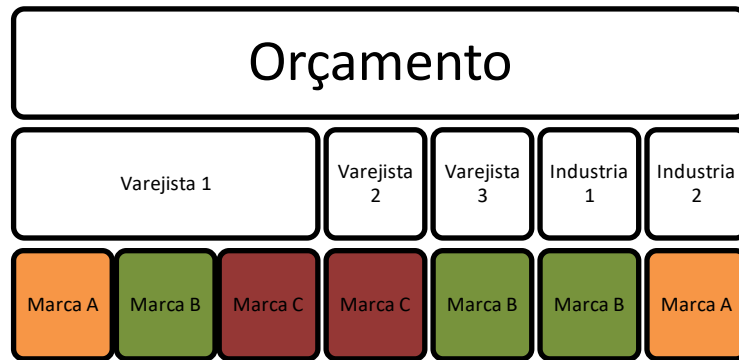 Orçamento
Varejista 1
Varejista
2
Varejista
3
Industria
1
Industria
2
Marca A
Marca B
Marca C
Marca C
Marca B
Marca B
Marca A